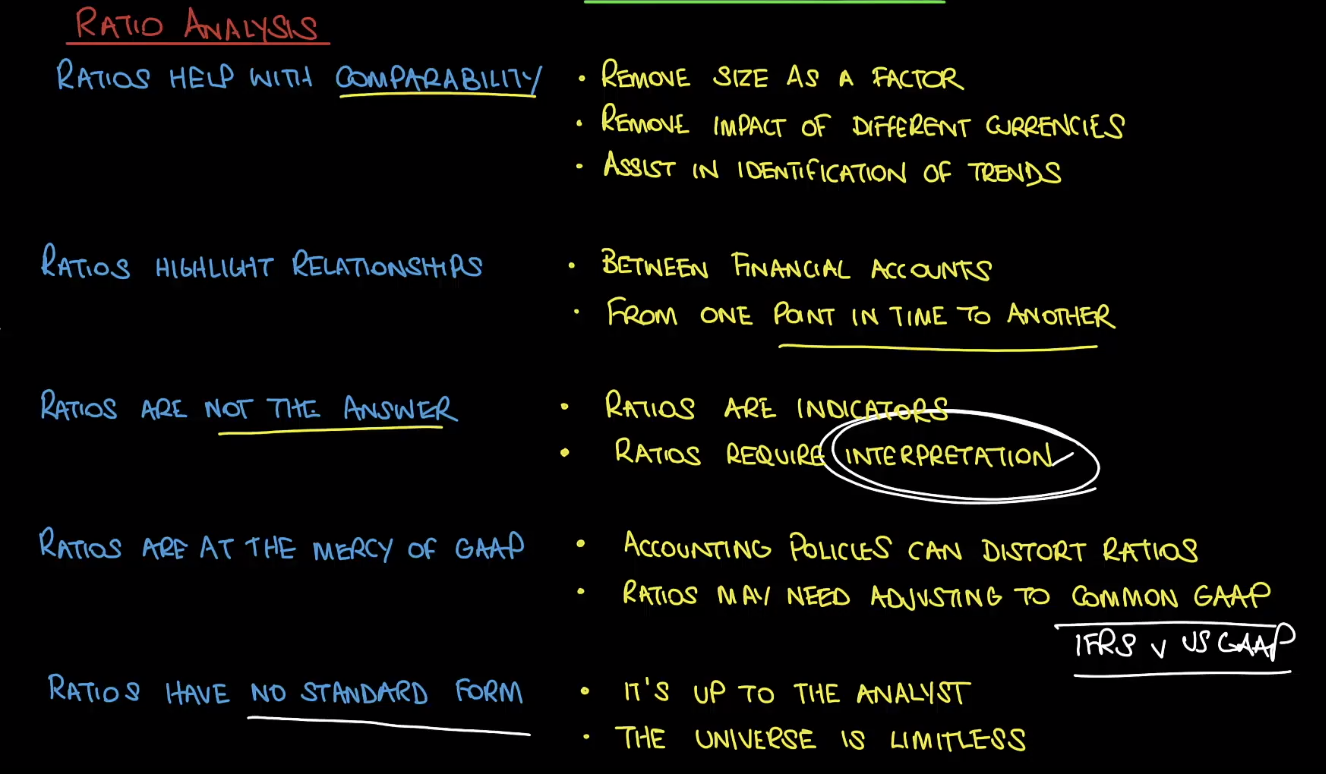 RATIO ANALYSIS
RATIOS HELP WITH COMPARABILITY
• REMOVE SIZE AS A FACTOR
• REMOVE IMPACT OF DIFFERENT CURRENCIES
• ASSIST IN IDENTIFICATION OF TRENDS
RATIOS HIGHLIGHT RELATIONSHIPS
• BETWEEN FINANCIAL ACCOUNTS
• FROM ONE POINT IN TIME TO ANOTHER
RATIOS ARE NOT THE ANSWER
• RATIOS ARE INDICATORS
• RATIOS REQUIRE INTERPRETATION
RATIOS ARE AT THE MERCY OF GAAP
• ACCOUNTING POLICIES CAN DISTORT RATIOS
• RATIOS MAY NEED ADJUSTING TO COMMON GAAP
IFRS V US GAAP
RATIOS HAVE NO STANDARD FORM
• IT'S UP TO THE ANALYST
• THE UNIVERSE IS LIMITLESS